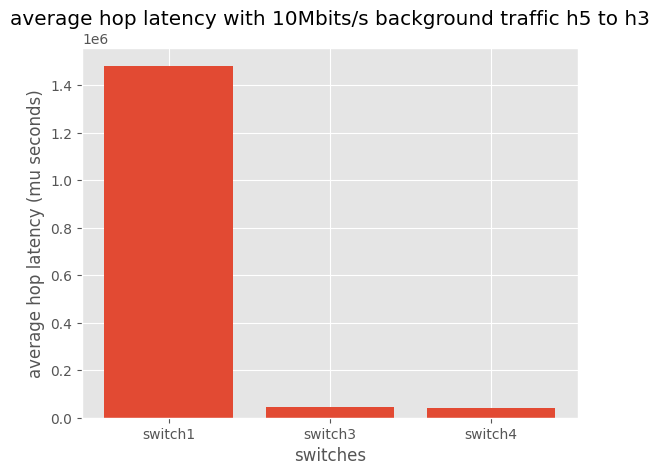 average hop latency with 10Mbits/s background traffic h5 to h3
1e6
1.4
1.2
1.0
0.8
0.6
0.4
0.2
0.0
average hop latency (mu seconds)
switch1 switch3 switch4
switches